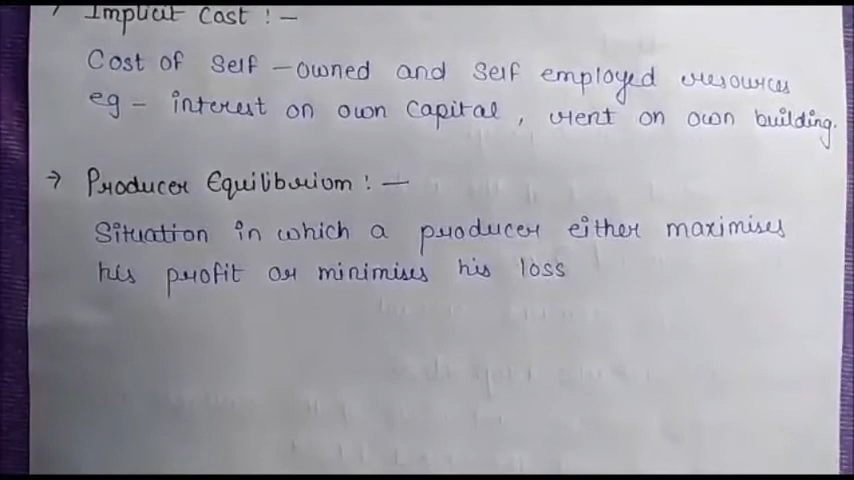 → Implicit Cost : -
Cost of Self - owned and Self employed resources
eg - interest on own capital , rent on own building.
→ Producer Equilibrium : -
Situation in which a producer either maximises
his profit or minimises his loss